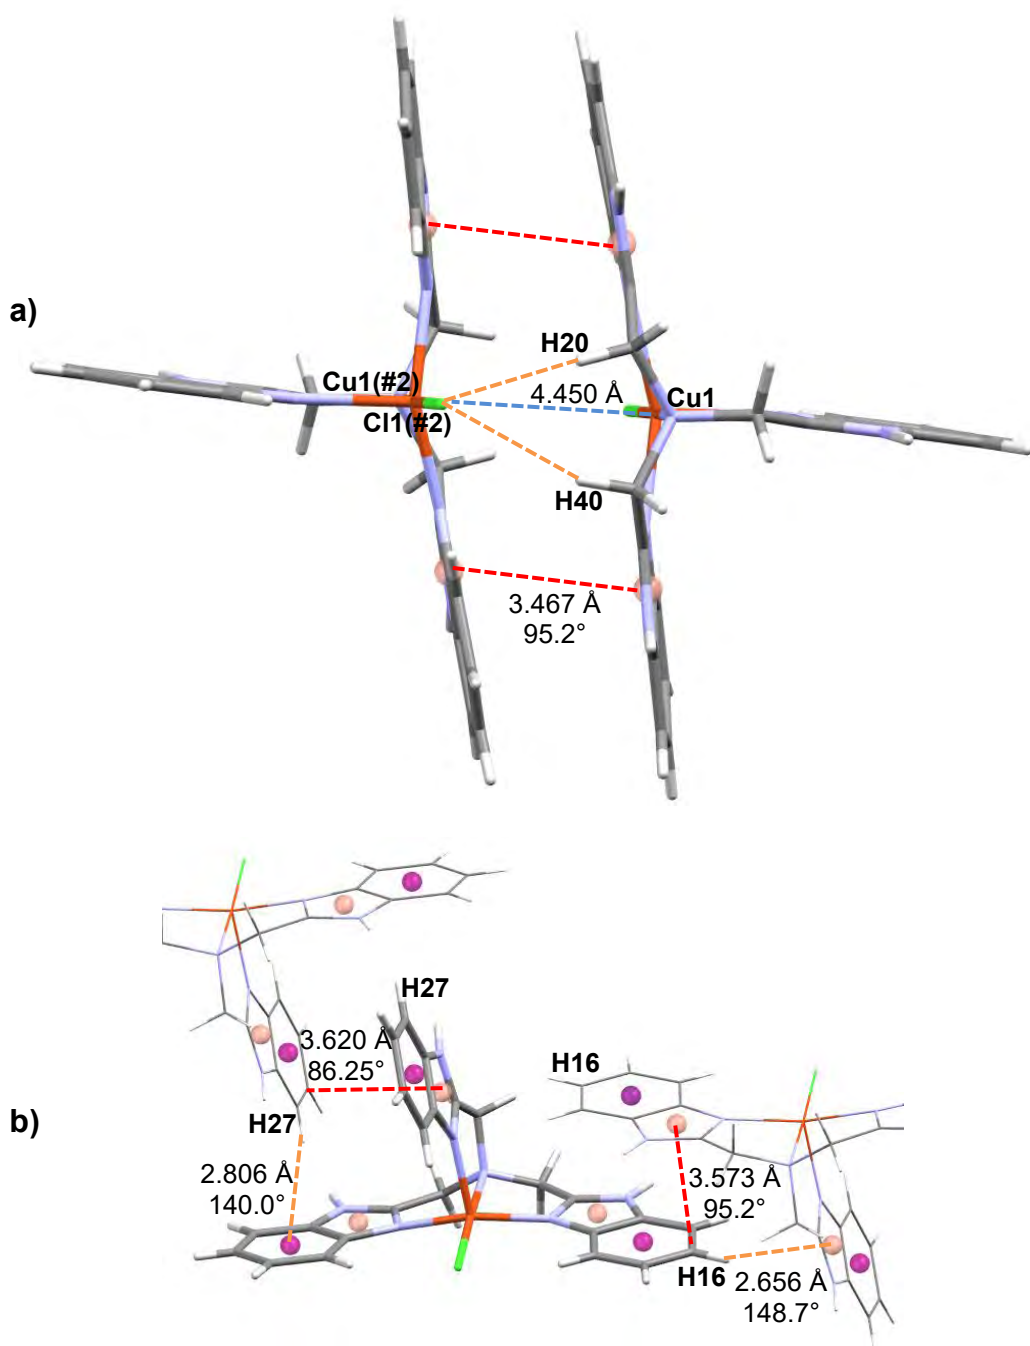 a)
H20
Cu1(#2)
4.450 Å
Cu1
Cl1(#2)
H40
3.467 Å
95.2°
b)
H27
3.620 Å
86.25°
H16
H27
3.573 Å
95.2°
2.806 Å
140.0°
H16
2.656 Å
148.7°